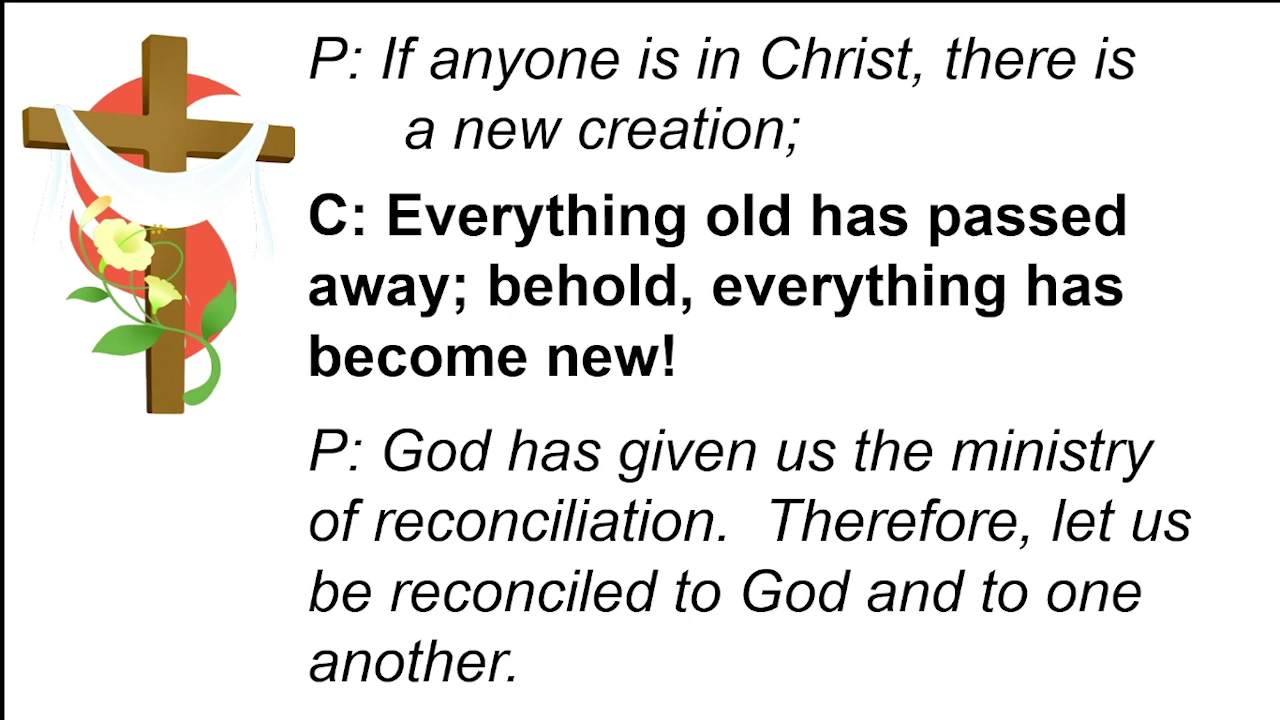 P: If anyone is in Christ, there is
a new creation;
C: Everything old has passed
away; behold, everything has
become new!
P: God has given us the ministry
of reconciliation.  Therefore, let us
be reconciled to God and to one
another.